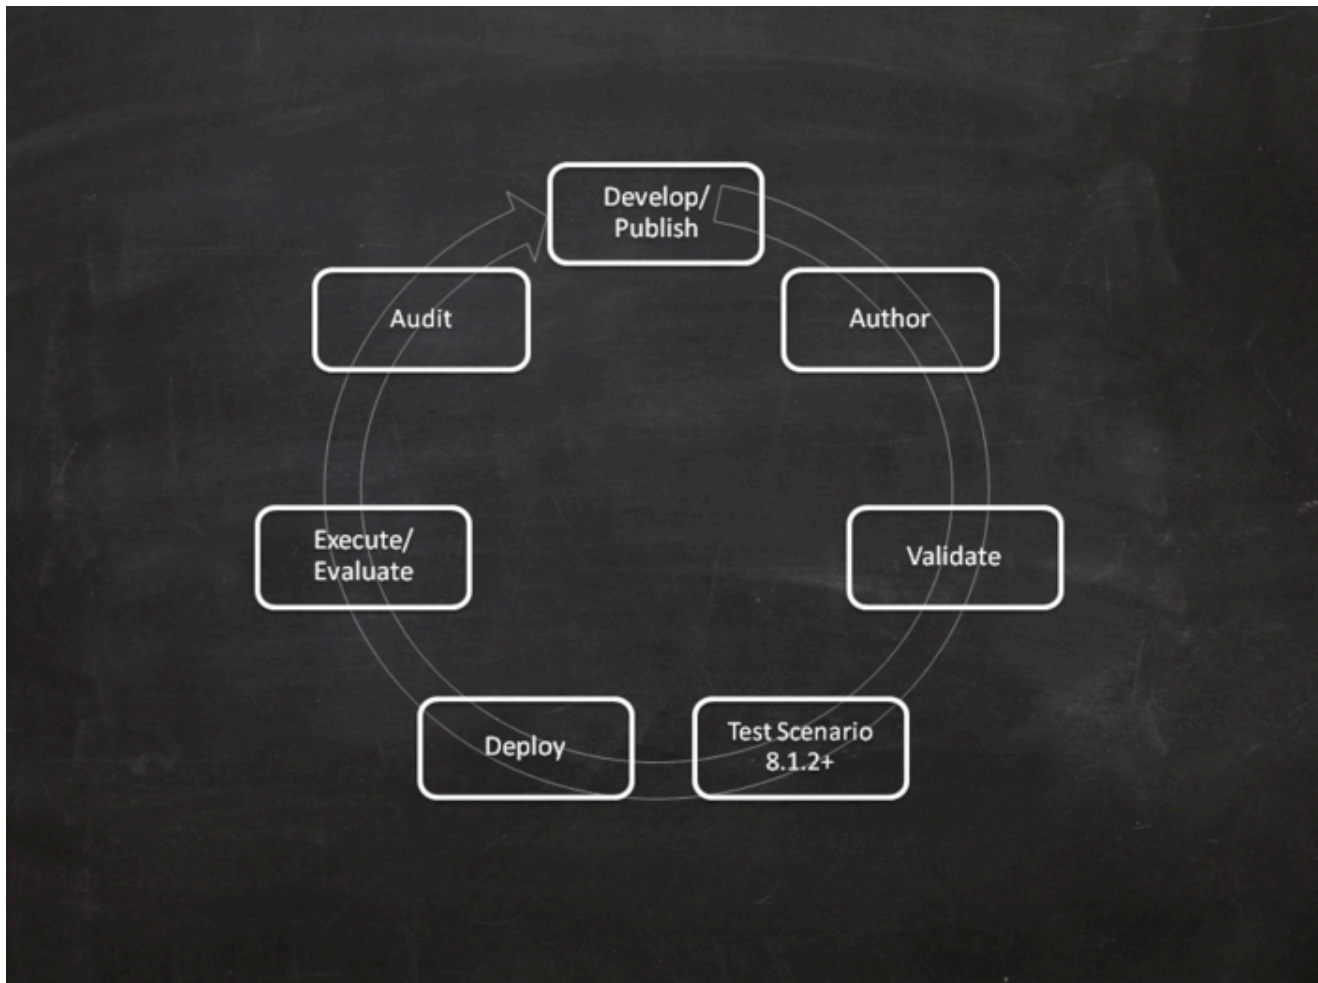 Develop/
Publish
Author
Validate
Test Scenario
8.1.2+
Deploy
Execute/
Evaluate
Audit